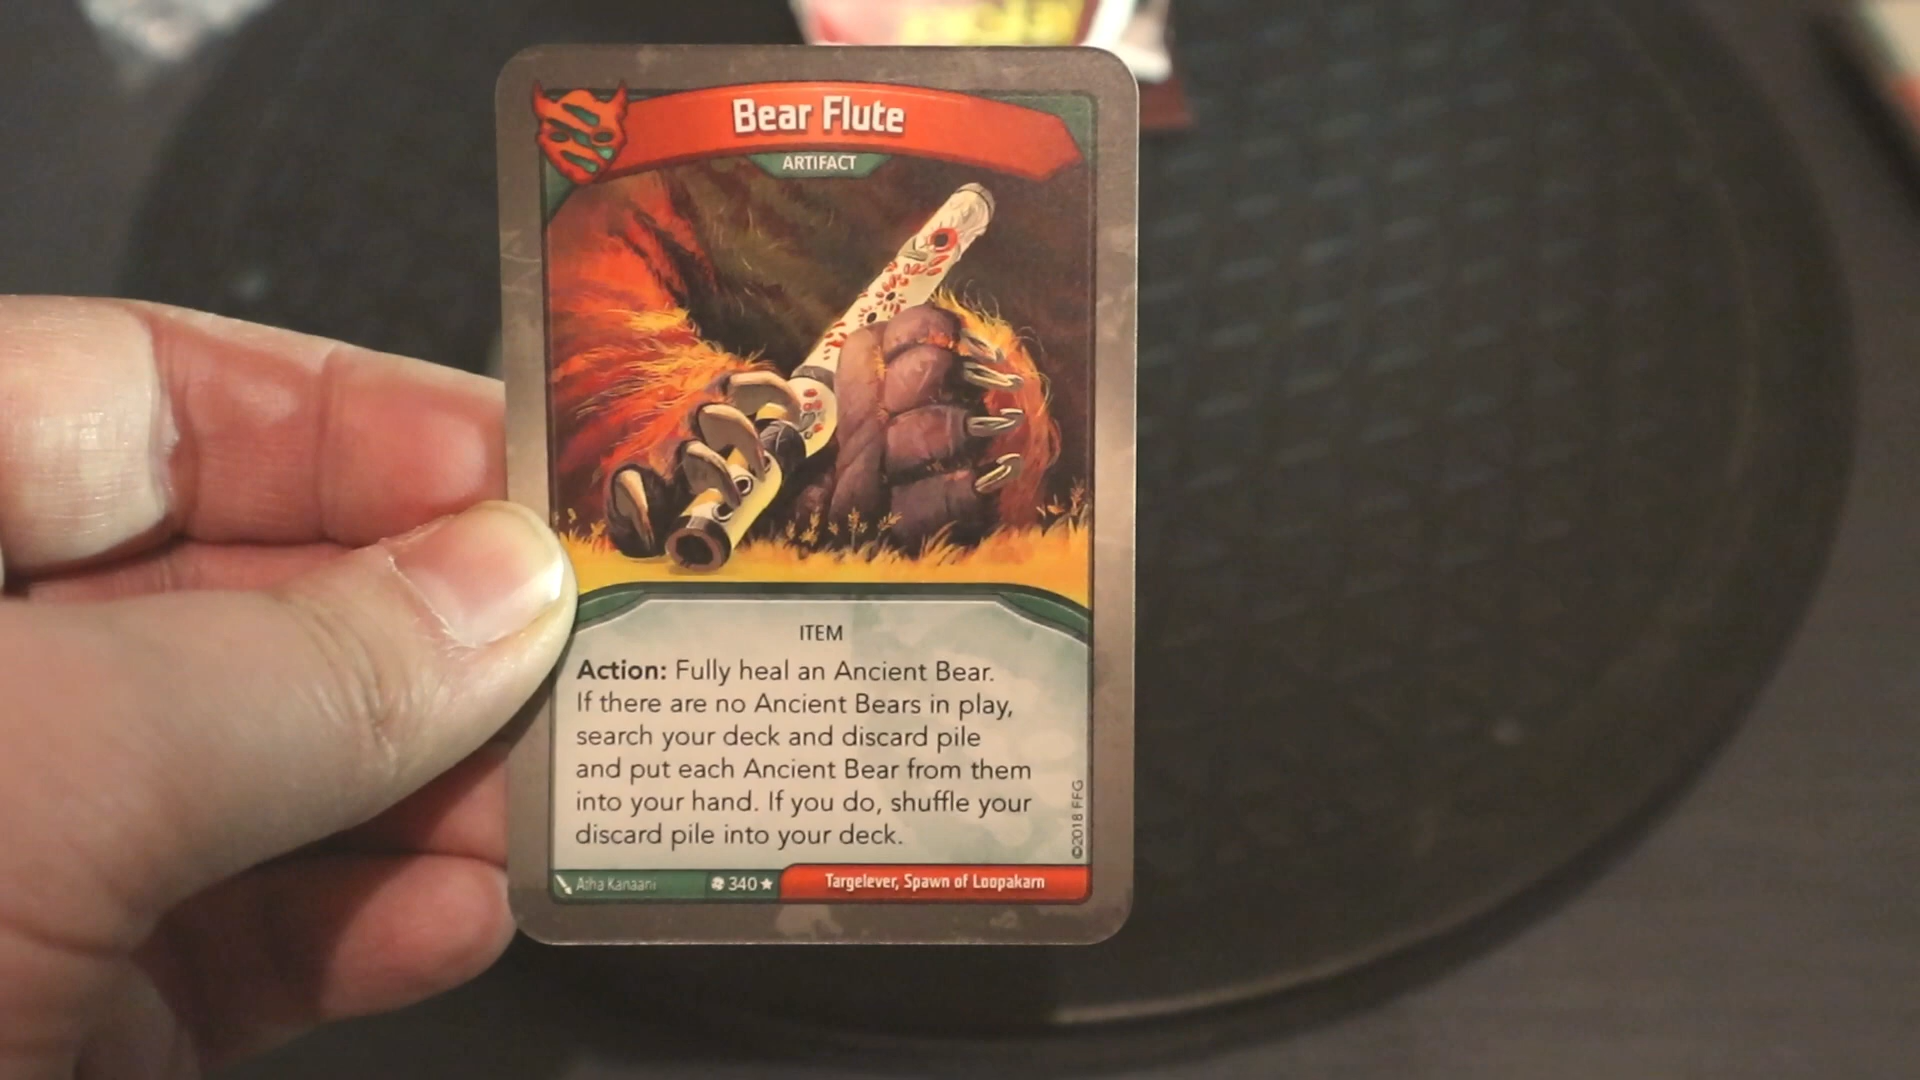 Bear Flute
ARTIFACT
ITEM
Action: Fully heal an Ancient Bear.
If there are no Ancient Bears in play,
search your deck and discard pile
and put each Ancient Bear from them
into your hand. If you do, shuffle your
discard pile into your deck.
©2018 FFG
Atha Kanaani
340★
Targelever, Spawn of Loopakarn